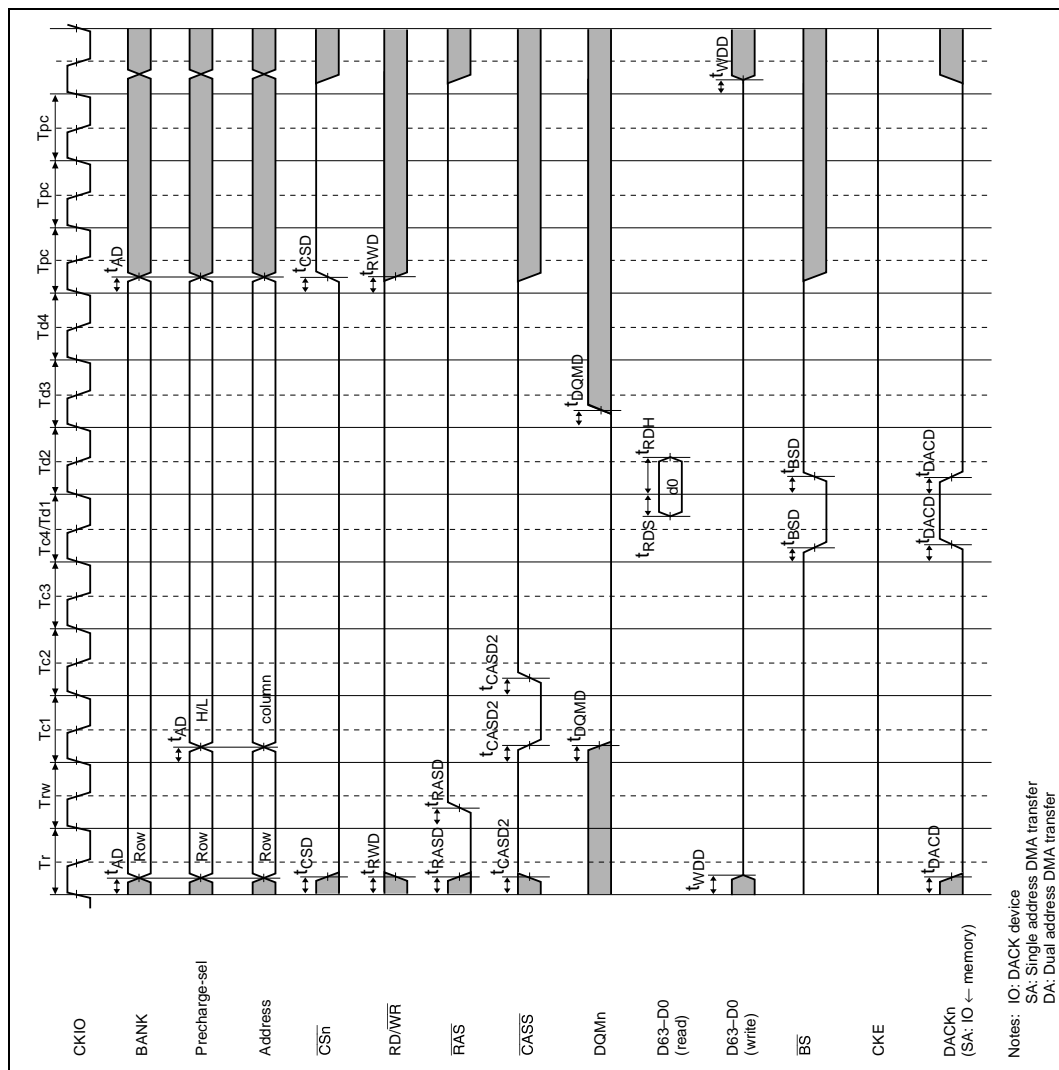 Tr Trw Tc1 Tc2 Tc3 Tc4/Td1 Td2 Td3 Td4 Tpc Tpc Tpc
CKIO
BANK
tAD Row tAD
Precharge-sel
Row tAD H/L
Address
Row column
CSn
tCSD tCSD
RD/WR
tRWD tRWD
RAS
tRASD tRASD
CASS
tCASD2 tCASD2 tCASD2
DQMn
tDQMD tDQMD
D63–D0
(read)
tRDS d0 tRDH
D63–D0
(write)
tWDD tWDD
BS
tBSD tBSD
CKE
DACKn
(SA: IO ← memory)
tDACD tDACD tDACD
Notes: IO: DACK device
SA: Single address DMA transfer
DA: Dual address DMA transfer